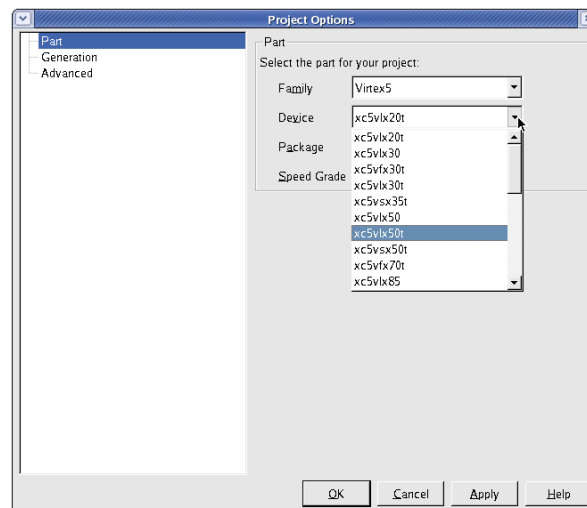 Project Options
Part
Generation
Advanced
Part
Select the part for your project:
Family Virtex5
Device xc5vlx20t
Package
Speed Grade
xc5vlx20t
xc5vlx30
xc5vfx30t
xc5vlx30t
xc5vsx35t
xc5vlx50
xc5vlx50t
xc5vsx50t
xc5vfx70t
xc5vlx85
OK Cancel Apply Help